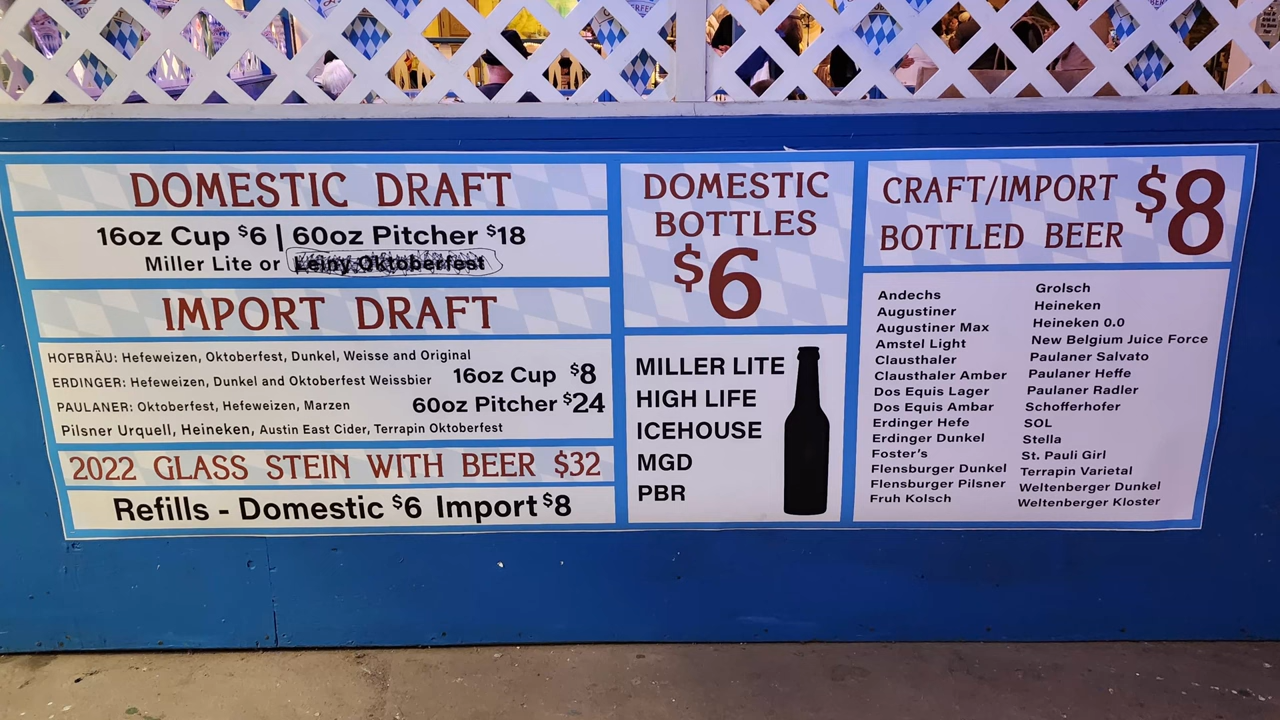 DOMESTIC DRAFT
16oz Cup $6 | 60oz Pitcher $18
Miller Lite or Leiny Oktoberfest
IMPORT DRAFT
HOFBRÄU: Hefeweizen, Oktoberfest, Dunkel, Weisse and Original
ERDINGER: Hefeweizen, Dunkel and Oktoberfest Weissbier
16oz Cup $8
PAULANER: Oktoberfest, Hefeweizen, Marzen
60oz Pitcher $24
Pilsner Urquell, Heineken, Austin East Cider, Terrapin Oktoberfest
2022 GLASS STEIN WITH BEER $32
Refills - Domestic $6 Import $8
DOMESTIC
BOTTLES
$6
MILLER LITE
HIGH LIFE
ICEHOUSE
MGD
PBR
CRAFT/IMPORT
BOTTLED BEER
$8
Andechs
Augustiner
Augustiner Max
Amstel Light
Clausthaler
Clausthaler Amber
Dos Equis Lager
Dos Equis Ambar
Erdinger Hefe
Erdinger Dunkel
Foster's
Flensburger Dunkel
Flensburger Pilsner
Fruh Kolsch
Grolsch
Heineken
Heineken 0.0
New Belgium Juice Force
Paulaner Salvato
Paulaner Heffe
Paulaner Radler
Schofferhofer
SOL
Stella
St. Pauli Girl
Terrapin Varietal
Weltenberger Dunkel
Weltenberger Kloster